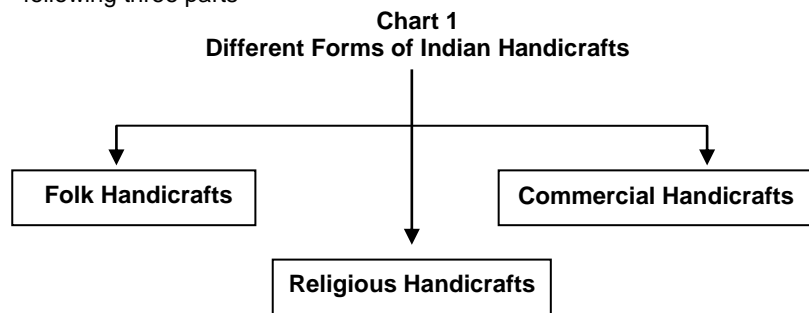 following three parts
Chart 1
Different Forms of Indian Handicrafts
Folk Handicrafts
Commercial Handicrafts
Religious Handicrafts